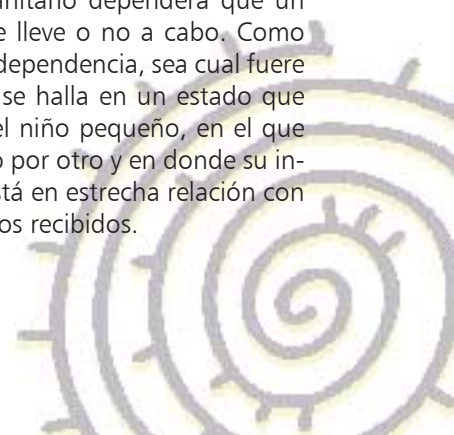 anitario dependerá que un
e lleve o no a cabo. Como
dependencia, sea cual fuere
se halla en un estado que
el niño pequeño, en el que
o por otro y en donde su in-
stá en estrecha relación con
os recibidos.